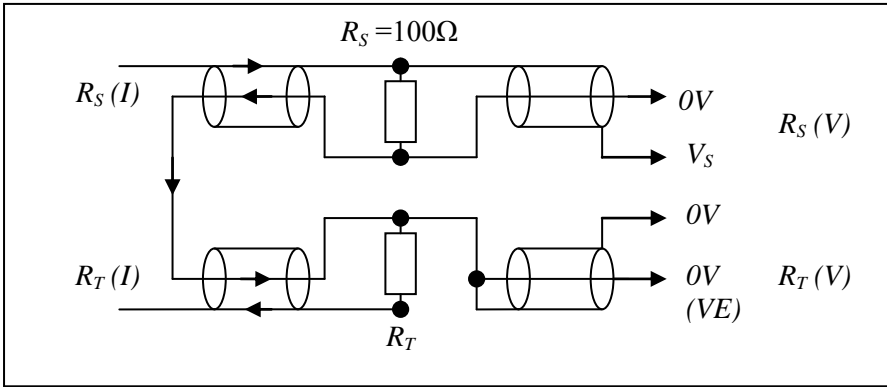 R_S =100Ω
R_S (I)
0V
R_S (V)
V_S
0V
R_T (I)
0V
R_T (V)
(VE)
R_T